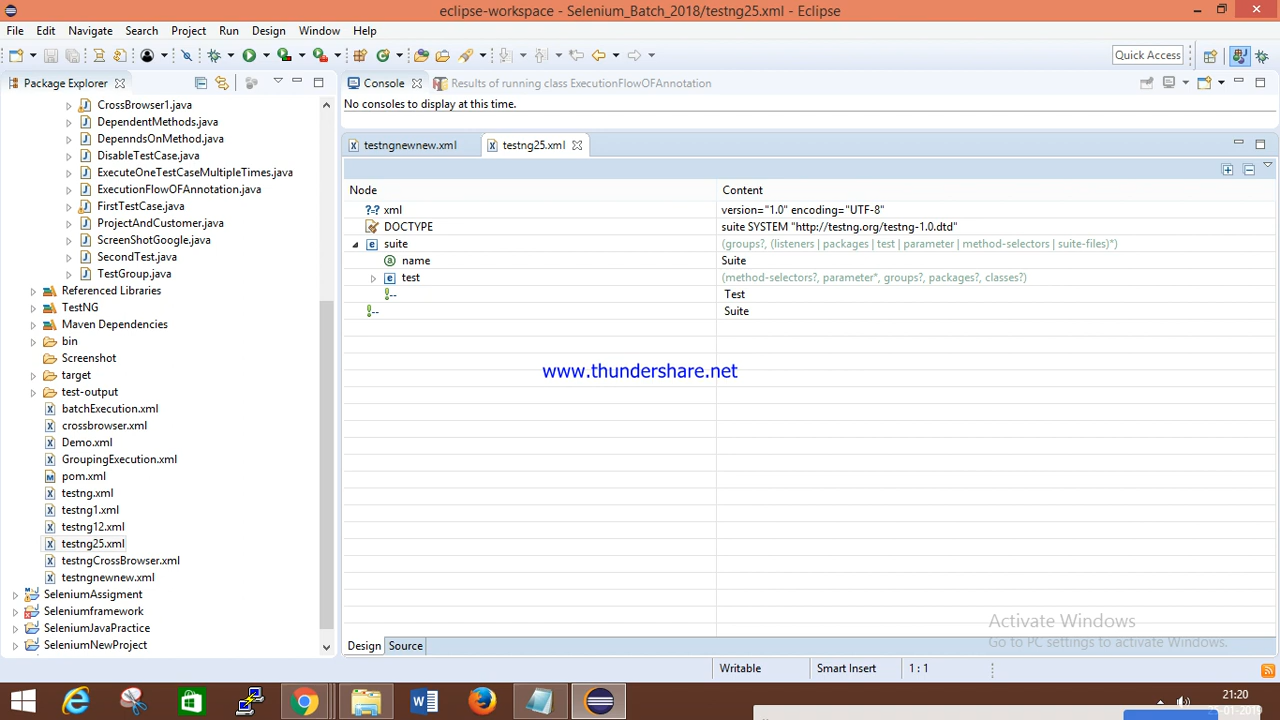 eclipse-workspace - Selenium_Batch_2018/testng25.xml - Eclipse
File Edit Navigate Search Project Run Design Window Help
Quick Access
Package Explorer
CrossBrowser1.java
DependentMethods.java
DepenndsOnMethod.java
DisableTestCase.java
ExecuteOneTestCaseMultipleTimes.java
ExecutionFlowOFAnnotation.java
FirstTestCase.java
ProjectAndCustomer.java
ScreenShotGoogle.java
SecondTest.java
TestGroup.java
Referenced Libraries
TestNG
Maven Dependencies
bin
Screenshot
target
test-output
batchExecution.xml
crossbrowser.xml
Demo.xml
GroupingExecution.xml
pom.xml
testng.xml
testng1.xml
testng12.xml
testng25.xml
testngCrossBrowser.xml
testngnewnew.xml
SeleniumAssigment
Seleniumframework
SeleniumJavaPractice
SeleniumNewProject
Console Results of running class ExecutionFlowOFAnnotation
No consoles to display at this time.
testngnewnew.xml testng25.xml
Node Content
xml version="1.0" encoding="UTF-8"
DOCTYPE suite SYSTEM "http://testng.org/testng-1.0.dtd"
suite (groups?, (listeners | packages | test | parameter | method-selectors | suite-files)*)
name Suite
test (method-selectors?, parameter*, groups?, packages?, classes?)
Test
Suite
www.thundershare.net
Activate Windows
Go to PC settings to activate Windows.
Design Source
Writable Smart Insert 1 : 1
21:20